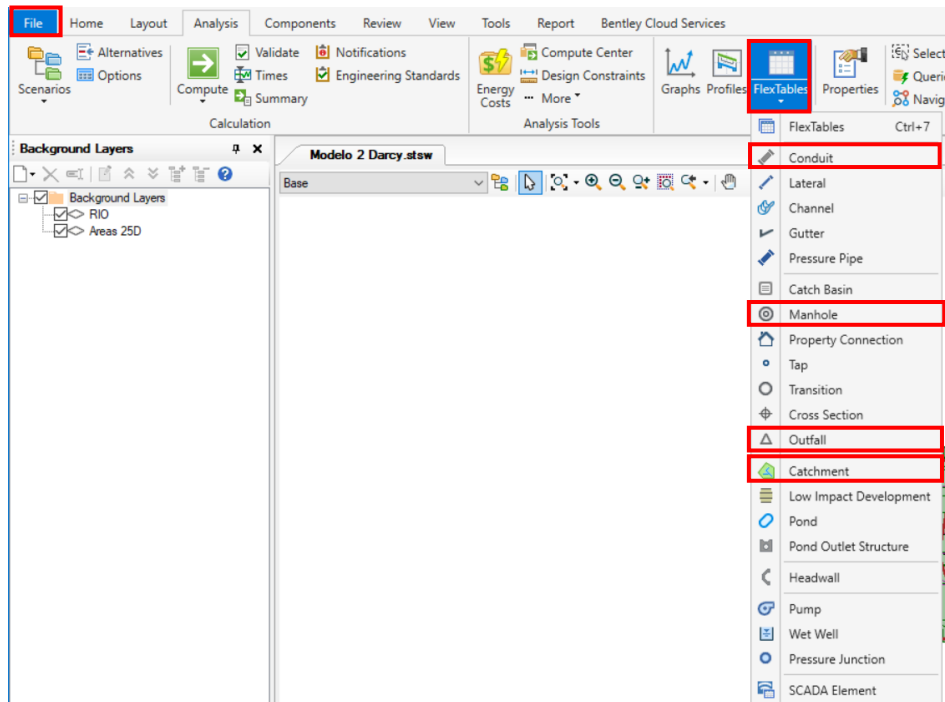 File Home Layout Analysis Components Review View Tools Report Bentley Cloud Services
Scenarios
Alternatives
Options
Compute
Validate
Times
Summary
Notifications
Engineering Standards
Calculation
Energy
Costs
Compute Center
Design Constraints
More
Analysis Tools
Graphs
Profiles
FlexTables
Properties
Select
Navig
Background Layers
Background Layers
RIO
Areas 25D
Modelo 2 Darcy.stsw
Base
FlexTables Ctrl+7
Conduit
Lateral
Channel
Gutter
Pressure Pipe
Catch Basin
Manhole
Property Connection
Tap
Transition
Cross Section
Outfall
Catchment
Low Impact Development
Pond
Pond Outlet Structure
Headwall
Pump
Wet Well
Pressure Junction
SCADA Element